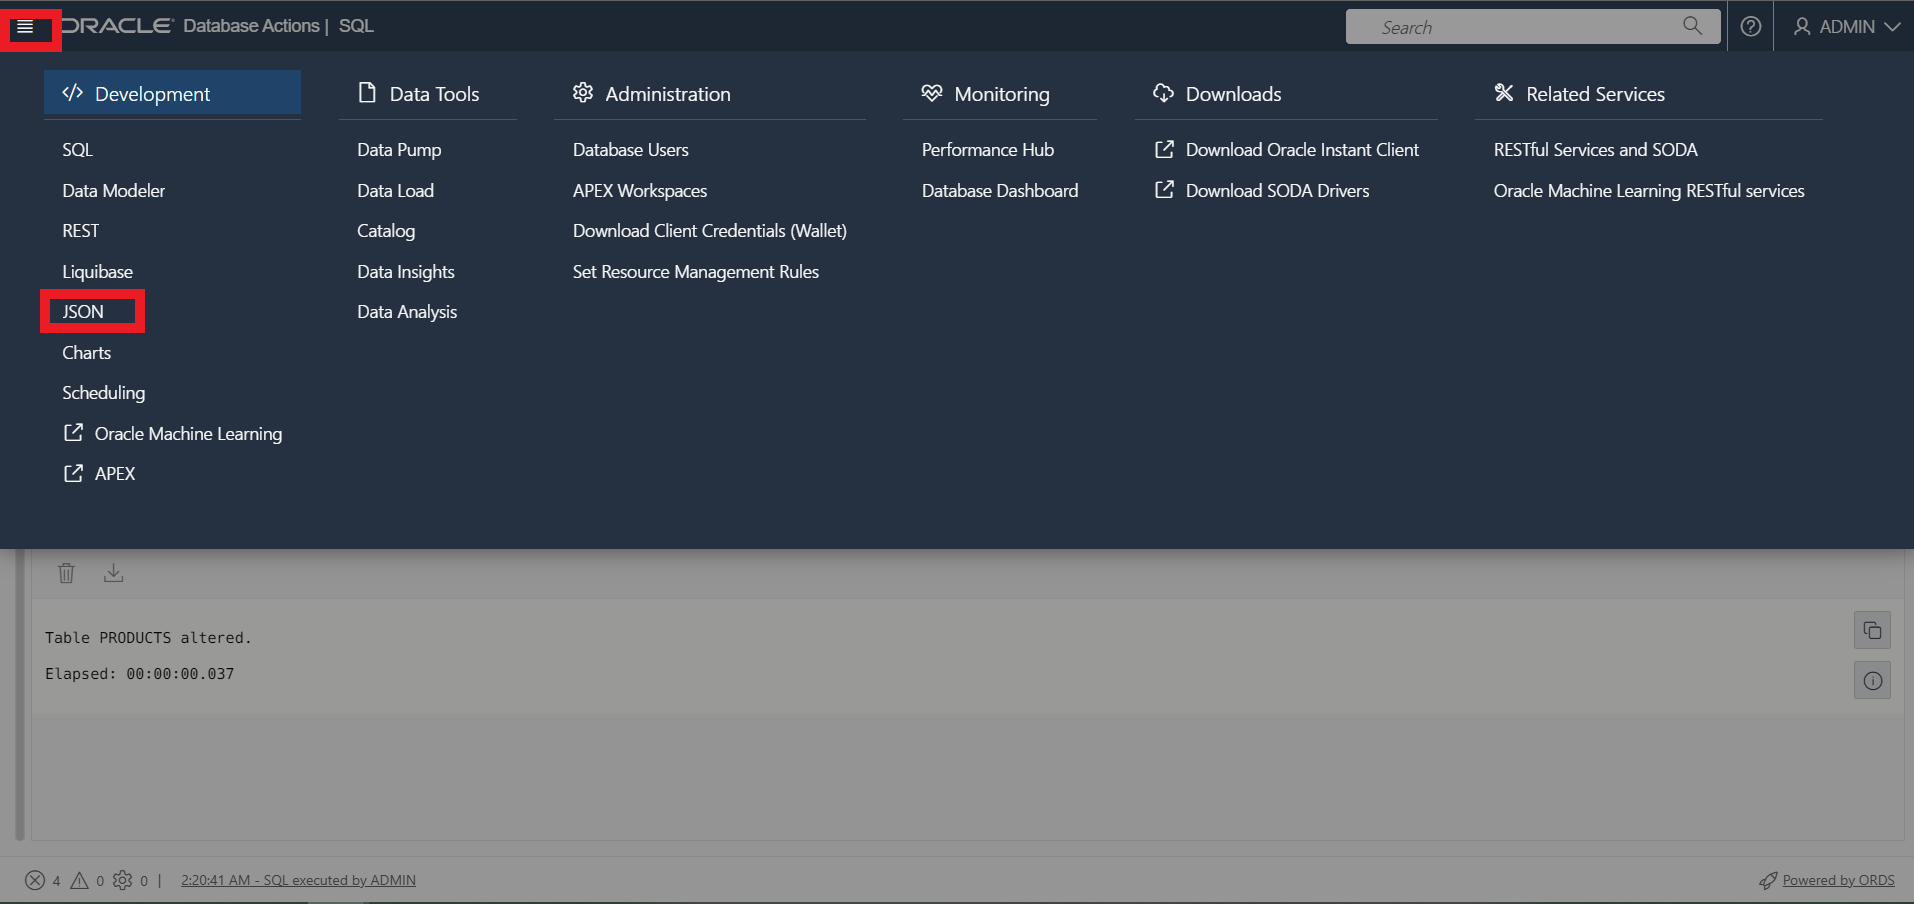 ORACLE Database Actions | SQL
Search
ADMIN
Development
SQL
Data Modeler
REST
Liquibase
JSON
Charts
Scheduling
Oracle Machine Learning
APEX
Data Tools
Data Pump
Data Load
Catalog
Data Insights
Data Analysis
Administration
Database Users
APEX Workspaces
Download Client Credentials (Wallet)
Set Resource Management Rules
Monitoring
Performance Hub
Database Dashboard
Downloads
Download Oracle Instant Client
Download SODA Drivers
Related Services
RESTful Services and SODA
Oracle Machine Learning RESTful services
Table PRODUCTS altered.
Elapsed: 00:00:00.037
4 0 0 | 2:20:41 AM - SQL executed by ADMIN
Powered by ORDS